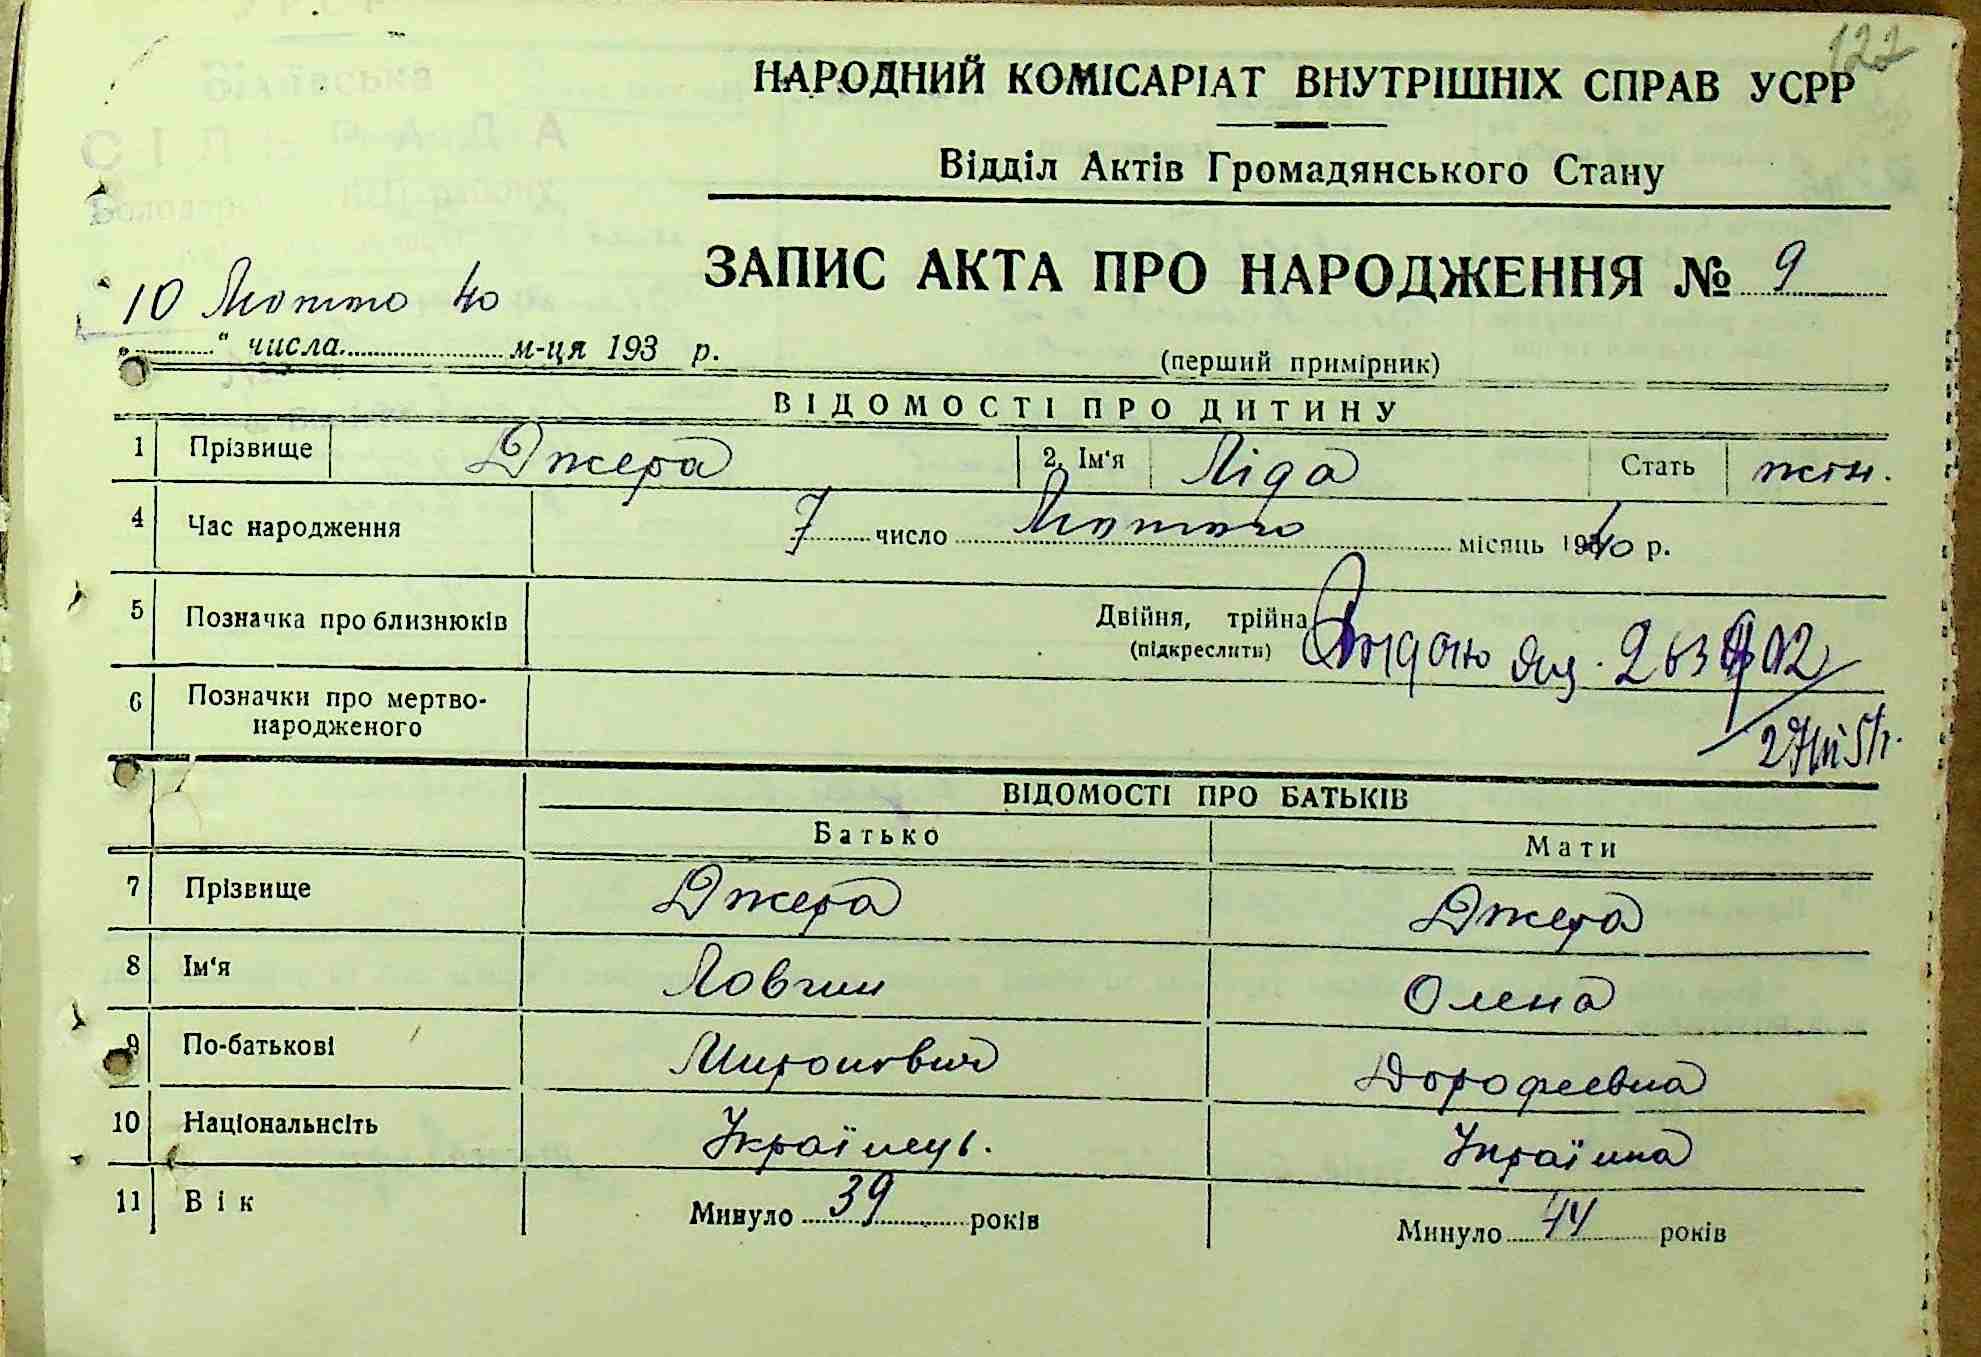 122
НАРОДНИЙ КОМІСАРІАТ ВНУТРІШНІХ СПРАВ УСРР
Відділ Актів Громадянського Стану
ЗАПИС АКТА ПРО НАРОДЖЕННЯ № 9
10 Лютого 40
„ “ числа м-ця 193 р.
(перший примірник)
ВІДОМОСТІ ПРО ДИТИНУ
1 Прізвище Джера 2. Ім'я Ліда Стать жін.
4 Час народження 7 число Лютого місяць 1940 р.
5 Позначка про близнюків Двійня, трійна
(підкреслити)
6 Позначки про мертво-
народженого
ВІДОМОСТІ ПРО БАТЬКІВ
Батько Мати
7 Прізвище Джера Джера
8 Ім'я Олена
9 По-батькові Миронович Дорофеевна
10 Національнсіть Українець. Українка
11 Вік Минуло 39 років Минуло 44 років